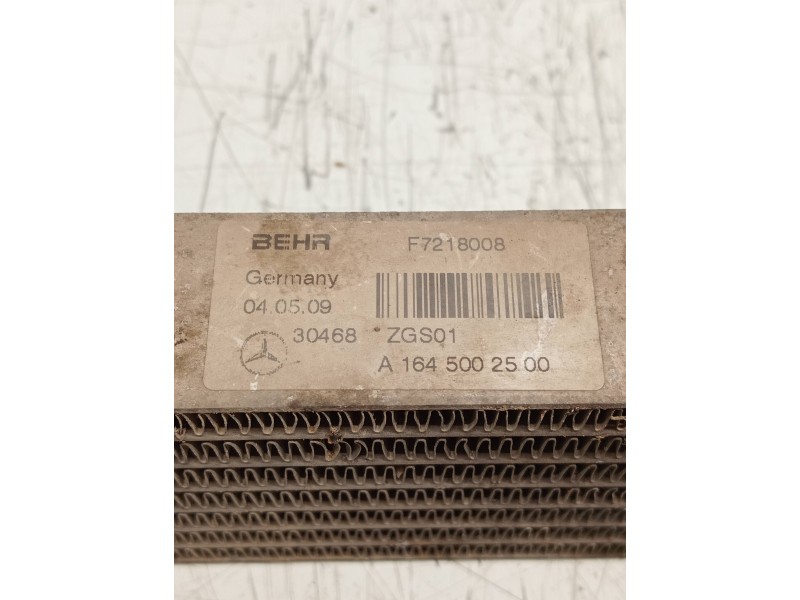 BEHR F7218008
Germany
04.05.09
30468 ZGS01
A 164 500 25 00